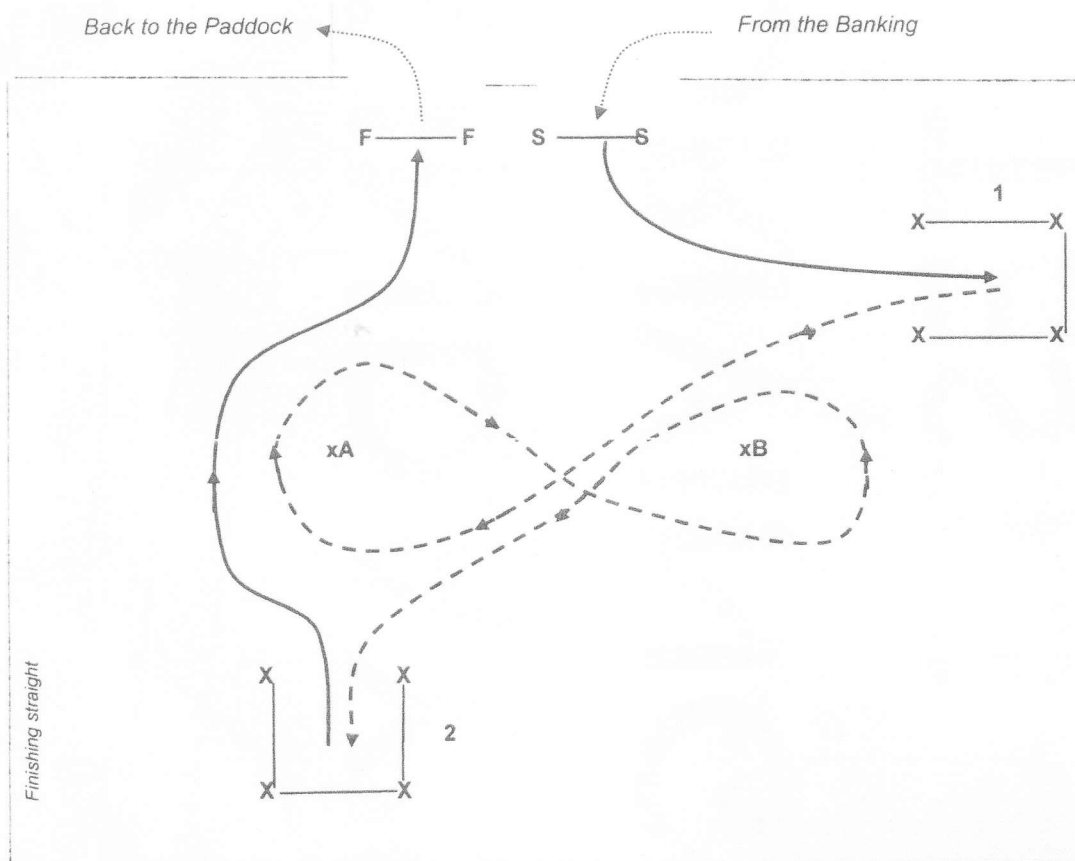 Back to the Paddock
From the Banking
F F
S S
1
X X
X X
xA
xB
X X
2
X X
Finishing straight